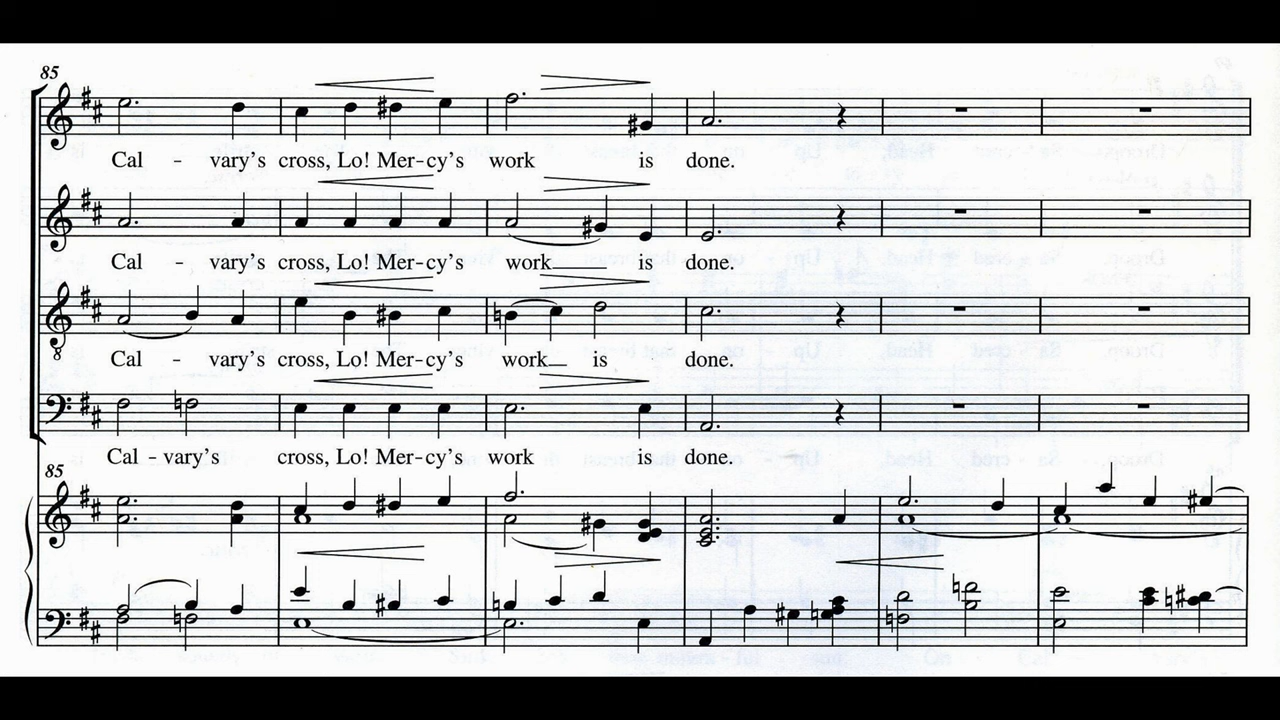 85
Cal - vary's cross, Lo! Mer-cy's work is done.
Cal - vary's cross, Lo! Mer-cy's work is done.
8
Cal - vary's cross, Lo! Mer-cy's work is done.
Cal - vary's cross, Lo! Mer-cy's work is done.
85